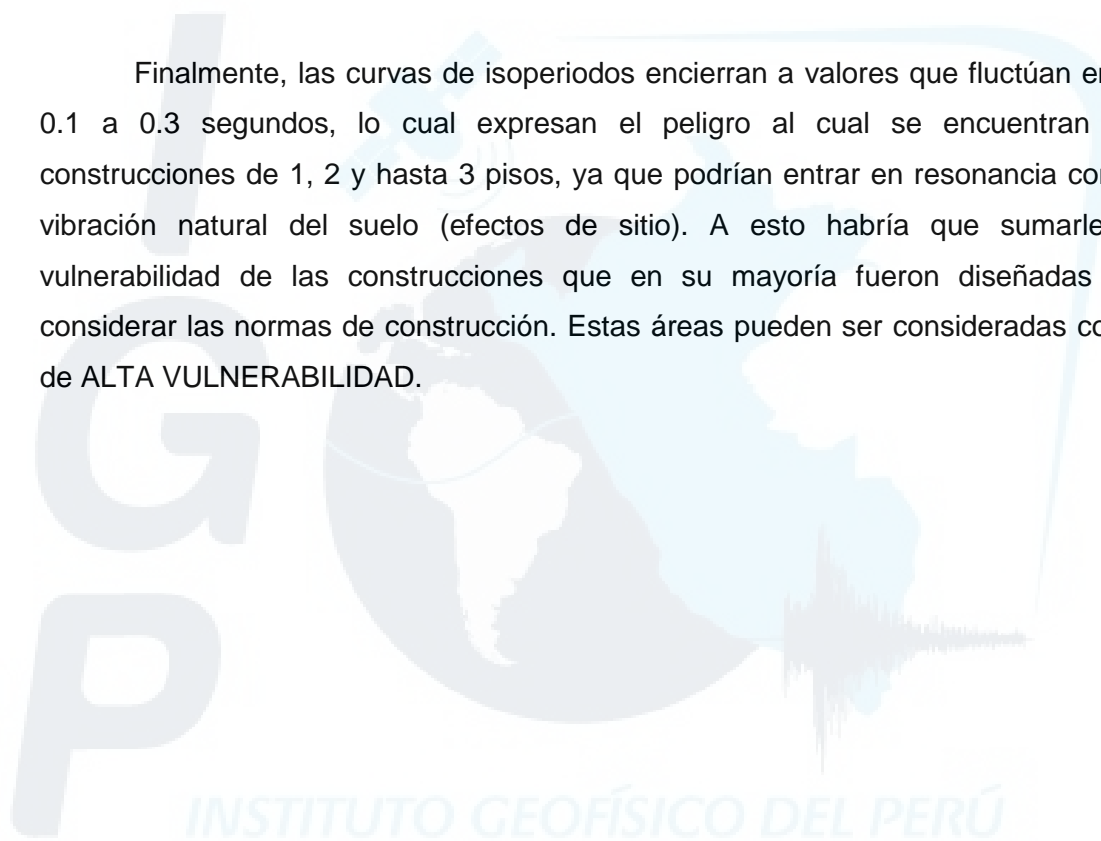 Finalmente, las curvas de isoperiodos encierran a valores que fluctúan
0.1 a 0.3 segundos, lo cual expresan el peligro al cual se encuentran
construcciones de 1, 2 y hasta 3 pisos, ya que podrían entrar en resonancia
vibración natural del suelo (efectos de sitio). A esto habría que
vulnerabilidad de las construcciones que en su mayoría fueron diseñadas
considerar las normas de construcción. Estas áreas pueden ser consideradas
de ALTA VULNERABILIDAD.
I
G
P
INSTITUTO GEOFÍSICO DEL PERÚ